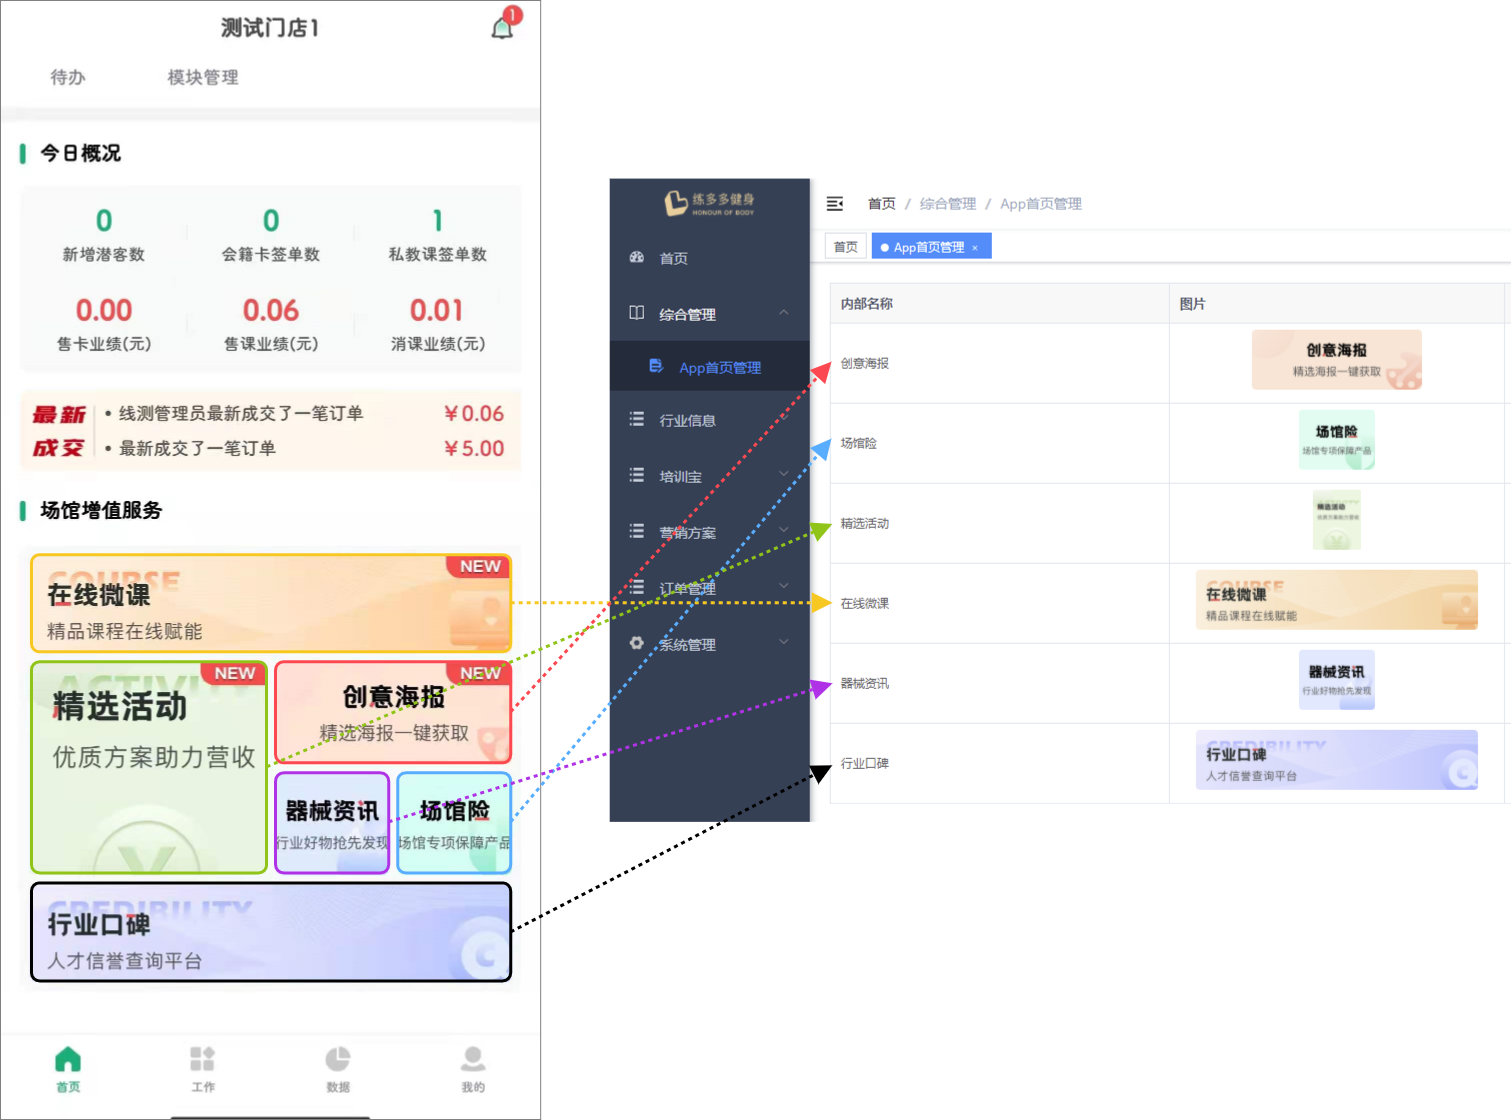 测试门店1
1
待办
模块管理
今日概况
0
0
1
新增潜客数
会籍卡签单数
私教课签单数
0.00
0.06
0.01
售卡业绩(元)
售课业绩(元)
消课业绩(元)
最新
成交
• 线测管理员最新成交了一笔订单
￥0.06
• 最新成交了一笔订单
￥5.00
场馆增值服务
COURSE
NEW
在线微课
精品课程在线赋能
ACTIVITY
NEW
精选活动
优质方案助力营收
NEW
创意海报
精选海报一键获取
器械资讯
行业好物抢先发现
场馆险
场馆专项保障产品
CREDIBILITY
行业口碑
人才信誉查询平台
首页
工作
数据
我的
练多多健身
HONOUR OF BODY
首页
综合管理
App首页管理
行业信息
培训宝
营销方案
订单管理
系统管理
首页 / 综合管理 / App首页管理
首页
App首页管理 ×
内部名称
图片
创意海报
创意海报
精选海报一键获取
场馆险
场馆险
场馆专项保障产品
精选活动
ACTIVITY
精选活动
优质方案助力营收
在线微课
COURSE
在线微课
精品课程在线赋能
器械资讯
器械资讯
行业好物抢先发现
行业口碑
CREDIBILITY
行业口碑
人才信誉查询平台